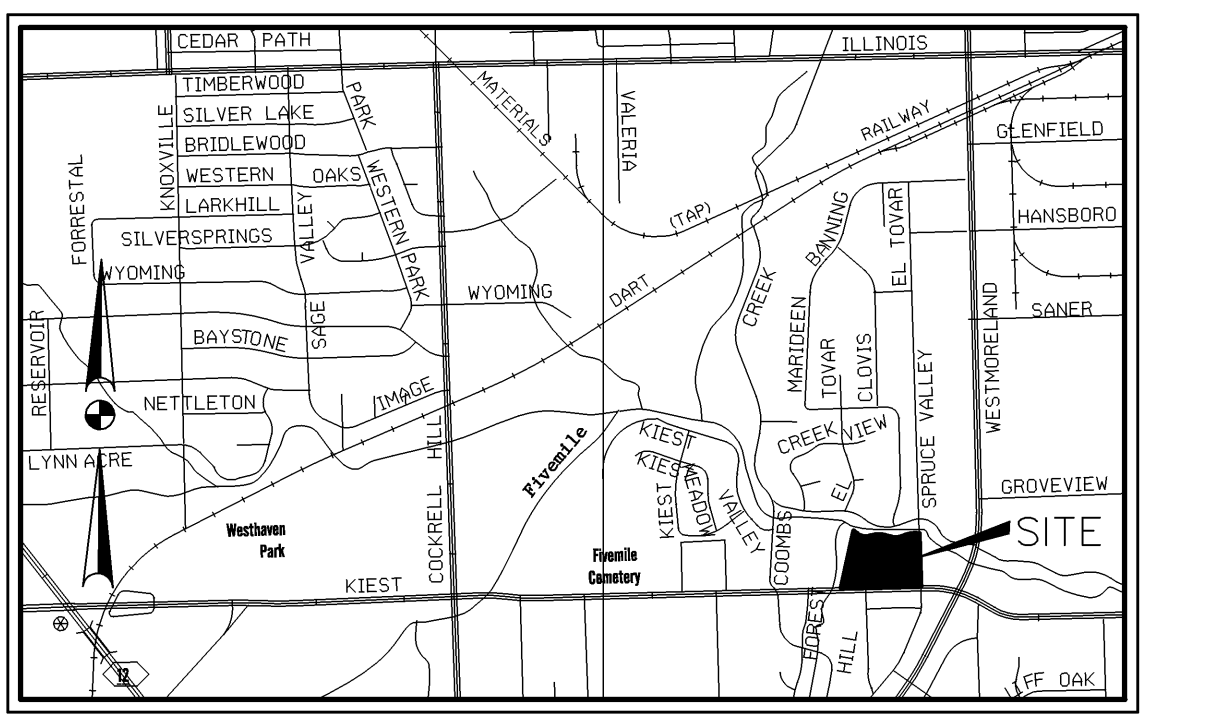 CEDAR PATH
ILLINOIS
TIMBERWOOD
PARK
MATERIALS
VALERIA
SILVER LAKE
KNOXVILLE
RAILWAY
GLENFIELD
BRIDLEWOOD
FORRESTAL
WESTERN OAKS
WESTERN PARK
LARKHILL
(TAP)
HANSBORO
SILVERSPRINGS
VALLEY
BANNING
EL TOVAR
WYOMING
WYOMING
DART
CREEK
SANER
RESERVOIR
SAGE
BAYSTONE
MARIDEEN
TOVAR
CLOVIS
WESTMORELAND
SPRUCE VALLEY
NETTLETON
IMAGE
HILL
KIEST
CREEK VIEW
LYNN ACRE
Fivemile
KIEST
MEADOW
KIEST
VALLEY
EL
GROVEVIEW
COCKRELL
Westhaven
Park
Fivemile
Cemetery
COOMBS
SITE
KIEST
FOREST
HILL
12
IFF OAK